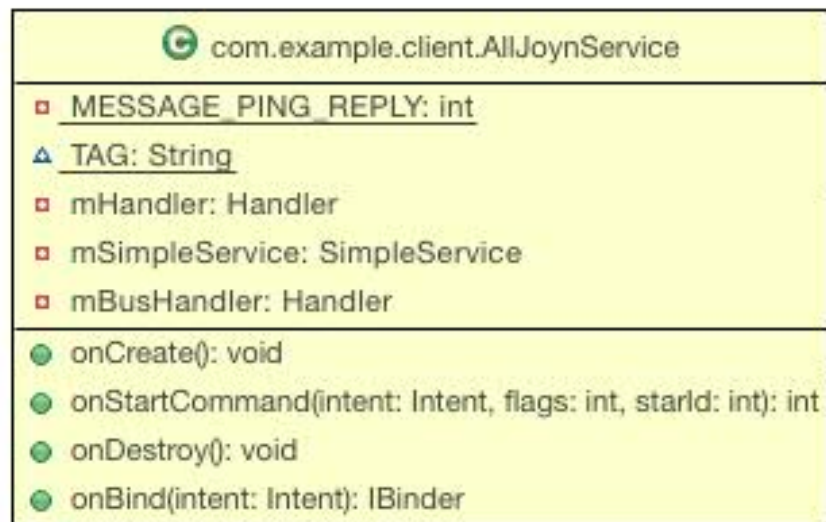 C com.example.client.AllJoynService
MESSAGE_PING_REPLY: int
TAG: String
mHandler: Handler
mSimpleService: SimpleService
mBusHandler: Handler
onCreate(): void
onStartCommand(intent: Intent, flags: int, starId: int): int
onDestroy(): void
onBind(intent: Intent): IBinder